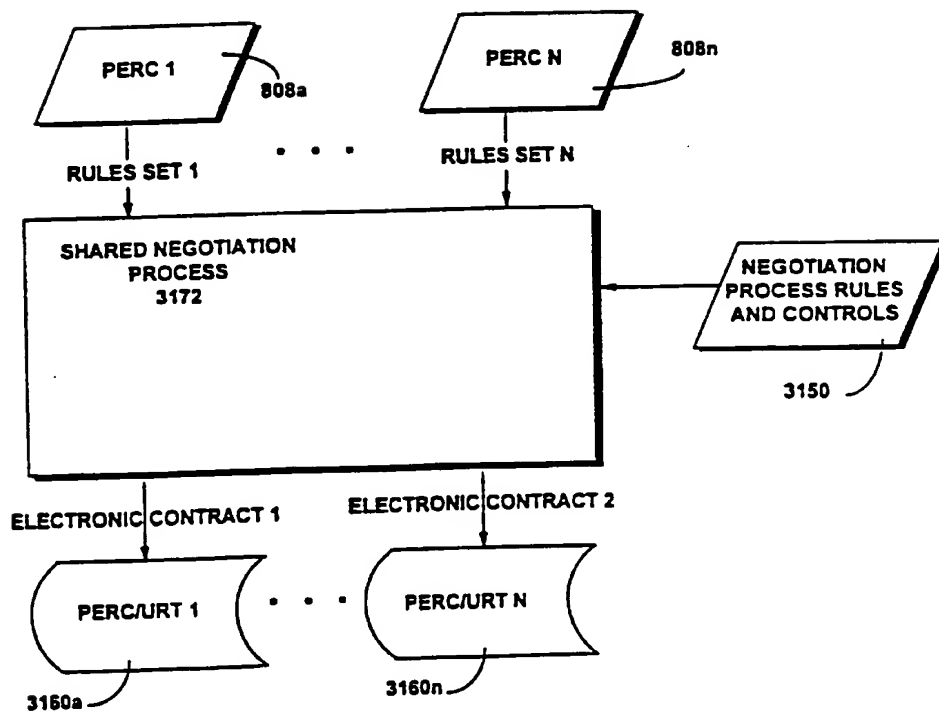 PERC 1
808a
PERC N
808n
RULES SET 1
RULES SET N
SHARED NEGOTIATION
PROCESS
3172
NEGOTIATION
PROCESS RULES
AND CONTROLS
3150
ELECTRONIC CONTRACT 1
ELECTRONIC CONTRACT 2
PERC/URT 1
PERC/URT N
3160a
3160n